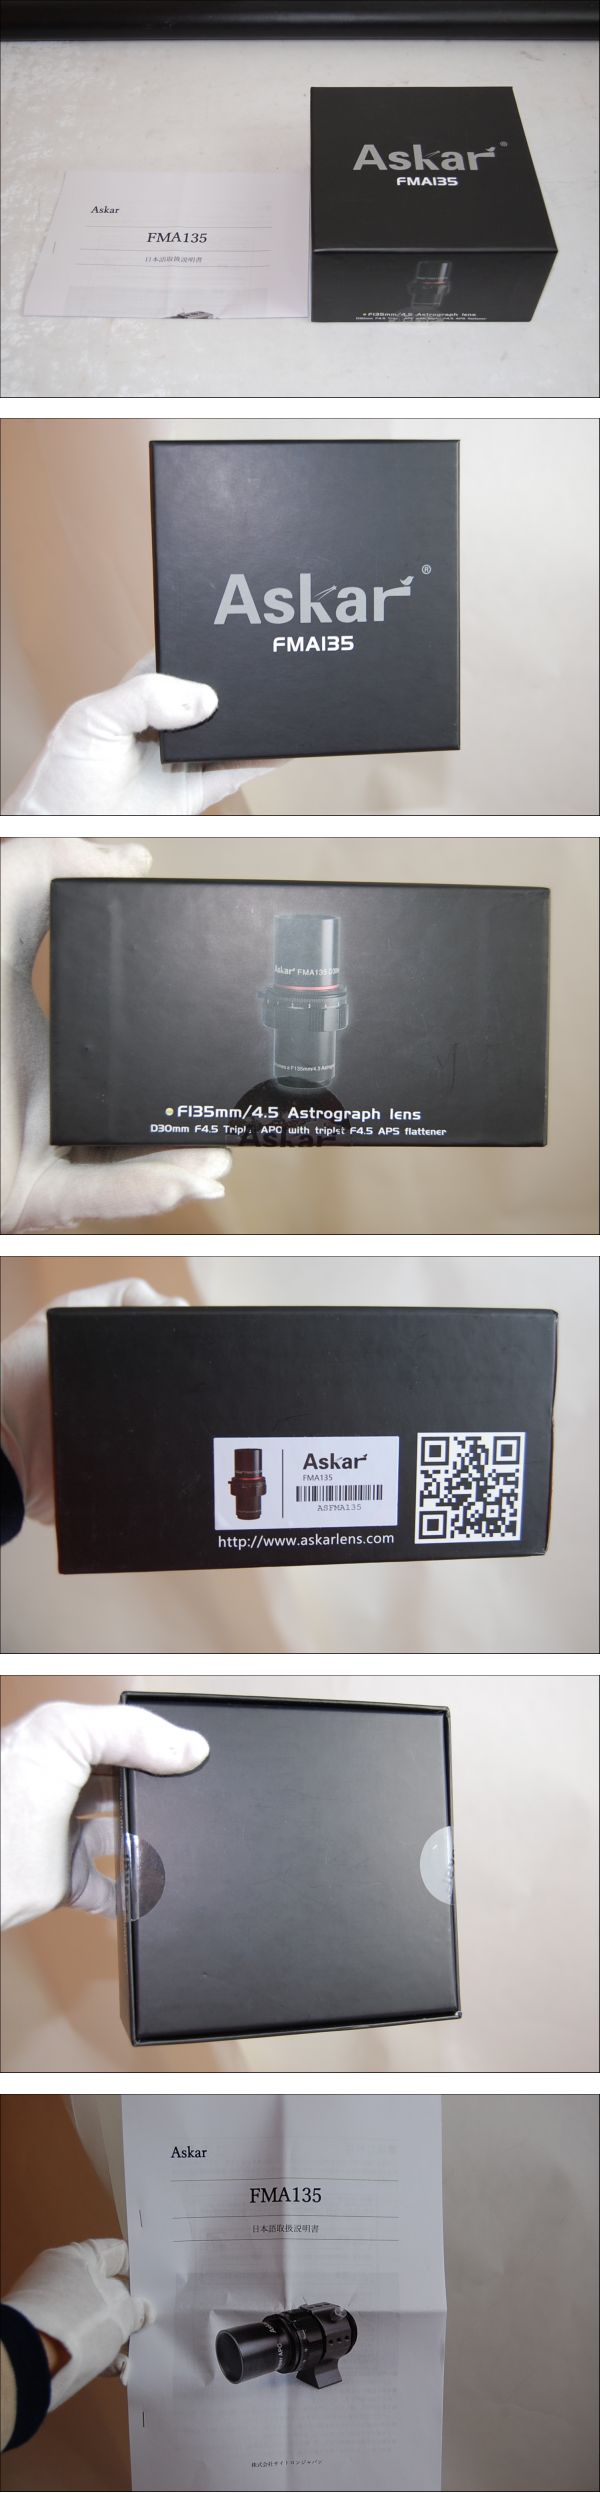 Askar
FMA135
日本語取扱説明書
Askar®
FMA135
F135mm/4.5 Astrograph lens
Askar®
FMA135
Askar® FMA135
F135mm/4.5 Astrograph lens
D30mm F4.5 APO with triplet F4.5 APS flattener
Askar
Askar
FMA135
ASFMA135
http://www.askarlens.com
Askar
FMA135
日本語取扱説明書
株式会社サイトロンジャパン